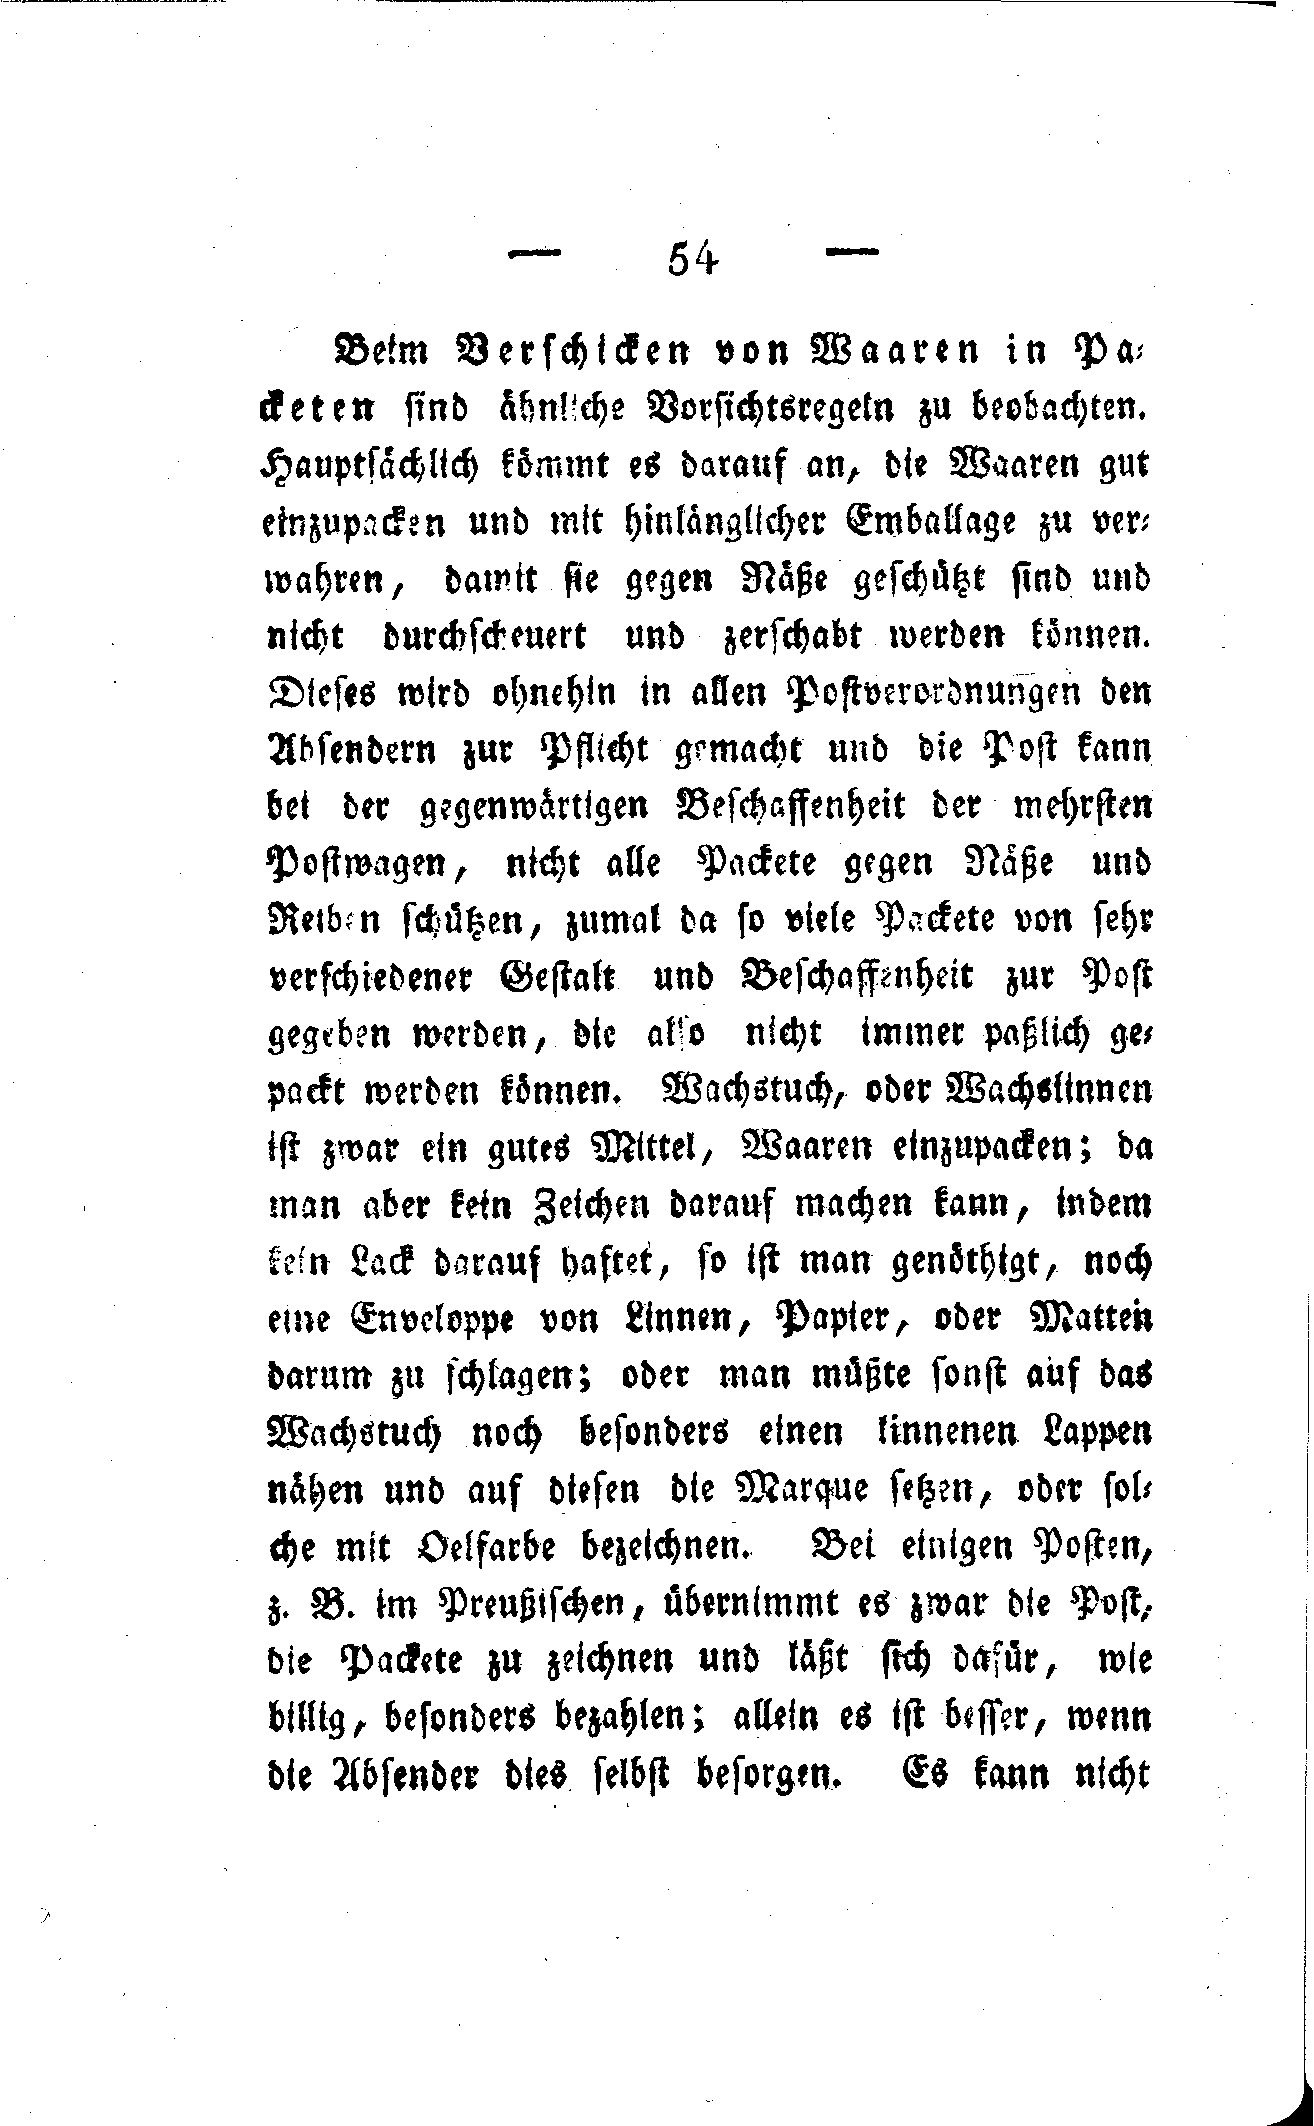 — 54 —
Beim Verschicken von Waaren in Pa-
cketen sind ähnliche Vorsichtsregeln zu beobachten.
Hauptsächlich kömmt es darauf an, die Waaren gut
einzupacken und mit hinlänglicher Emballage zu ver-
wahren, damit sie gegen Näße geschützt sind und
nicht durchscheuert und zerschabt werden können.
Dieses wird ohnehin in allen Postverordnungen den
Absendern zur Pflicht gemacht und die Post kann
bei der gegenwärtigen Beschaffenheit der mehrsten
Postwagen, nicht alle Packete gegen Näße und
Reiben schützen, zumal da so viele Packete von sehr
verschiedener Gestalt und Beschaffenheit zur Post
gegeben werden, die also nicht immer paßlich ge-
packt werden können. Wachstuch, oder Wachslinnen
ist zwar ein gutes Mittel, Waaren einzupacken; da
man aber kein Zeichen darauf machen kann, indem
kein Lack darauf haftet, so ist man genöthigt, noch
eine Enveloppe von Linnen, Papier, oder Matten
darum zu schlagen; oder man müßte sonst auf das
Wachstuch noch besonders einen linnenen Lappen
nähen und auf diesen die Marque setzen, oder sol-
che mit Oelfarbe bezeichnen. Bei einigen Posten,
z. B. im Preußischen, übernimmt es zwar die Post,
die Packete zu zeichnen und läßt sich dafür, wie
billig, besonders bezahlen; allein es ist besser, wenn
die Absender dies selbst besorgen. Es kann nicht